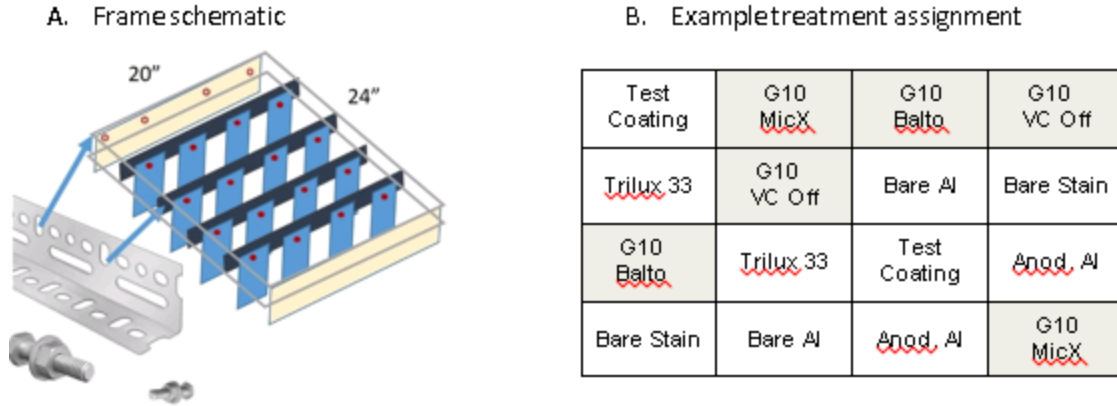 A. Frame schematic
B. Example treatment assignment
20”
24”
Test
Coating
G10
MicX
G10
Balto
G10
VC Off
Trilux 33
G10
VC Off
Bare Al
Bare Stain
G10
Balto
Trilux 33
Test
Coating
Anod, Al
Bare Stain
Bare Al
Anod, Al
G10
MicX